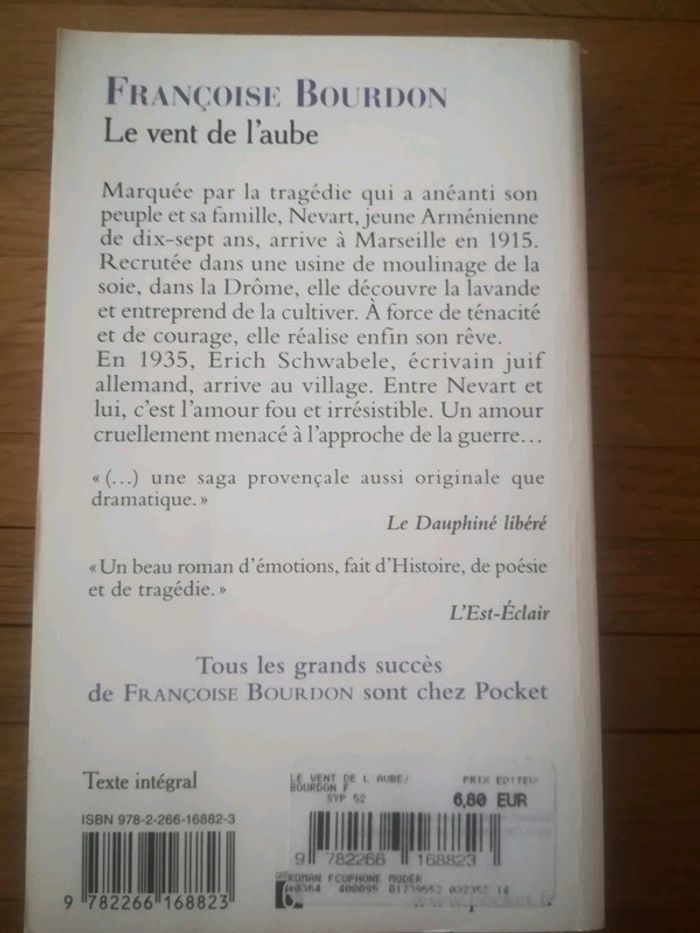 FRANÇOISE BOURDON
Le vent de l'aube
Marquée par la tragédie qui a anéanti son
peuple et sa famille, Nevart, jeune Arménienne
de dix-sept ans, arrive à Marseille en 1915.
Recrutée dans une usine de moulinage de la
soie, dans la Drôme, elle découvre la lavande
et entreprend de la cultiver. À force de ténacité
et de courage, elle réalise enfin son rêve.
En 1935, Erich Schwabele, écrivain juif
allemand, arrive au village. Entre Nevart et
lui, c'est l'amour fou et irrésistible. Un amour
cruellement menacé à l'approche de la guerre…
« (…) une saga provençale aussi originale que
dramatique. »
Le Dauphiné libéré
« Un beau roman d'émotions, fait d'Histoire, de poésie
et de tragédie. »
L'Est-Éclair
Tous les grands succès
de FRANÇOISE BOURDON sont chez Pocket
Texte intégral
ISBN 978-2-266-16882-3
9 782266 168823
LE VENT DE L'AUBE/
BOURDON F
SYP 52
PRIX EDITEUR
6,80 EUR
9 782266 168823
ROMAN FCOPHONE MODER
400095 01739552
www.pocket.fr